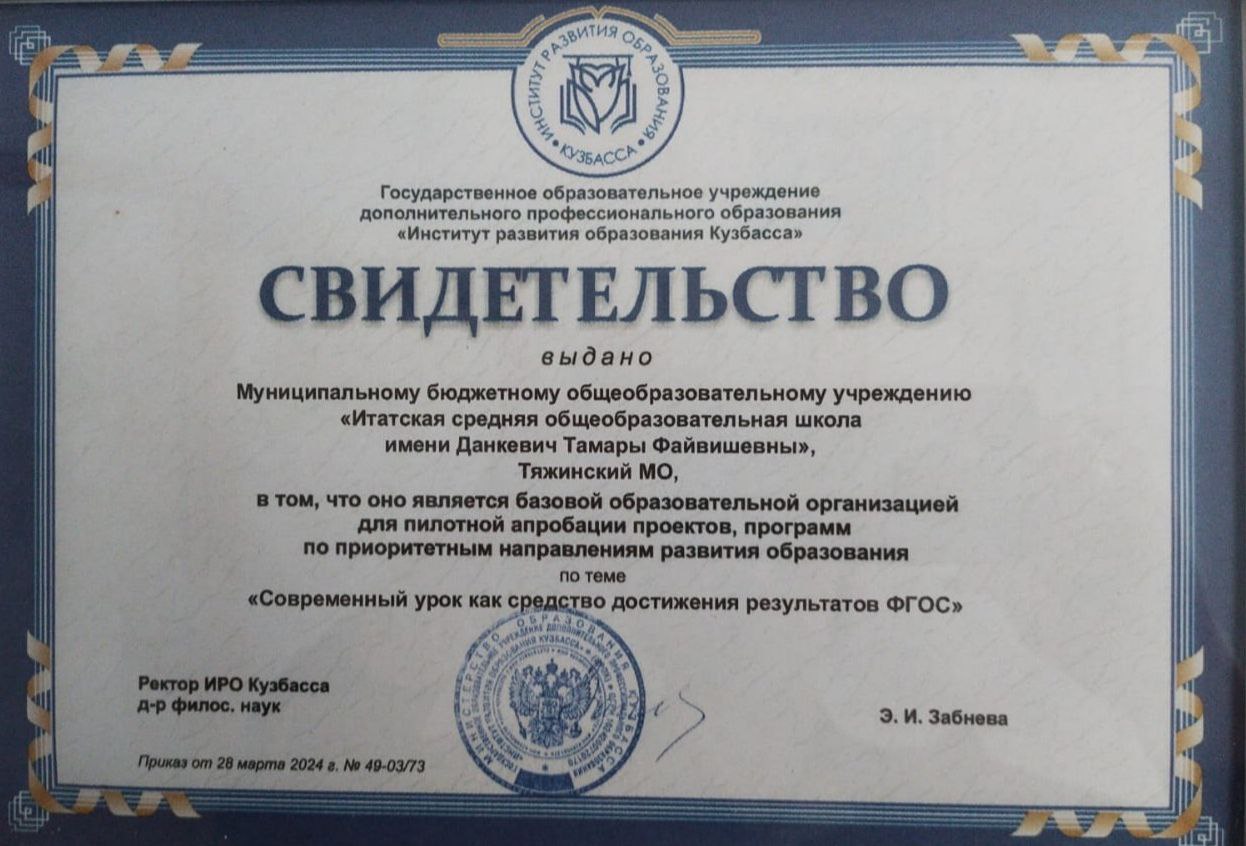 ИНСТИТУТ РАЗВИТИЯ ОБРАЗОВАНИЯ
• КУЗБАССА •
Государственное образовательное учреждение
дополнительного профессионального образования
«Институт развития образования Кузбасса»
СВИДЕТЕЛЬСТВО
выдано
Муниципальному бюджетному общеобразовательному учреждению
«Итатская средняя общеобразовательная школа
имени Данкевич Тамары Файвишевны»,
Тяжинский МО,
в том, что оно является базовой образовательной организацией
для пилотной апробации проектов, программ
по приоритетным направлениям развития образования
по теме
«Современный урок как средство достижения результатов ФГОС»
МИНИСТЕРСТВО ОБРАЗОВАНИЯ КУЗБАССА
Ректор ИРО Кузбасса
д-р филос. наук
Э. И. Забнева
Приказ от 28 марта 2024 г. № 49-03/73